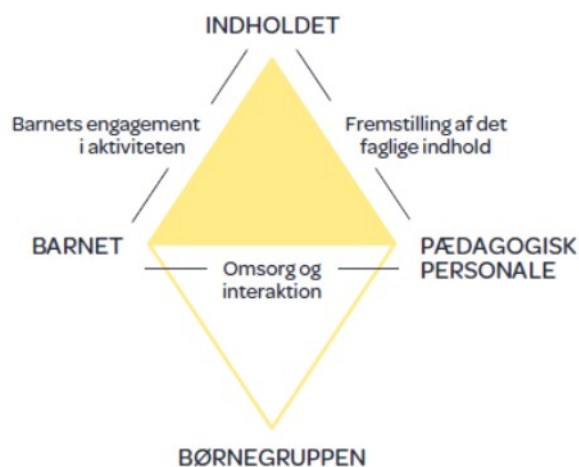 INDHOLDET
Barnets engagement
i aktiviteten
Fremstilling af det
faglige indhold
BARNET
Omsorg og
interaktion
PÆDAGOGISK
PERSONALE
BØRNEGRUPPEN